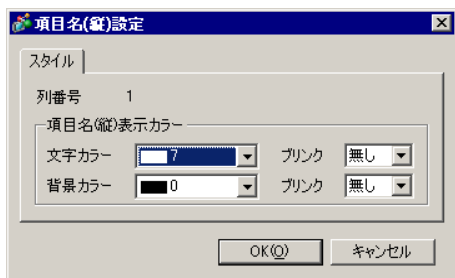 項目名(縦)設定
スタイル
列番号 1
項目名(縦)表示カラー
文字カラー 7 ブリンク 無し
背景カラー 0 ブリンク 無し
OK(O) キャンセル